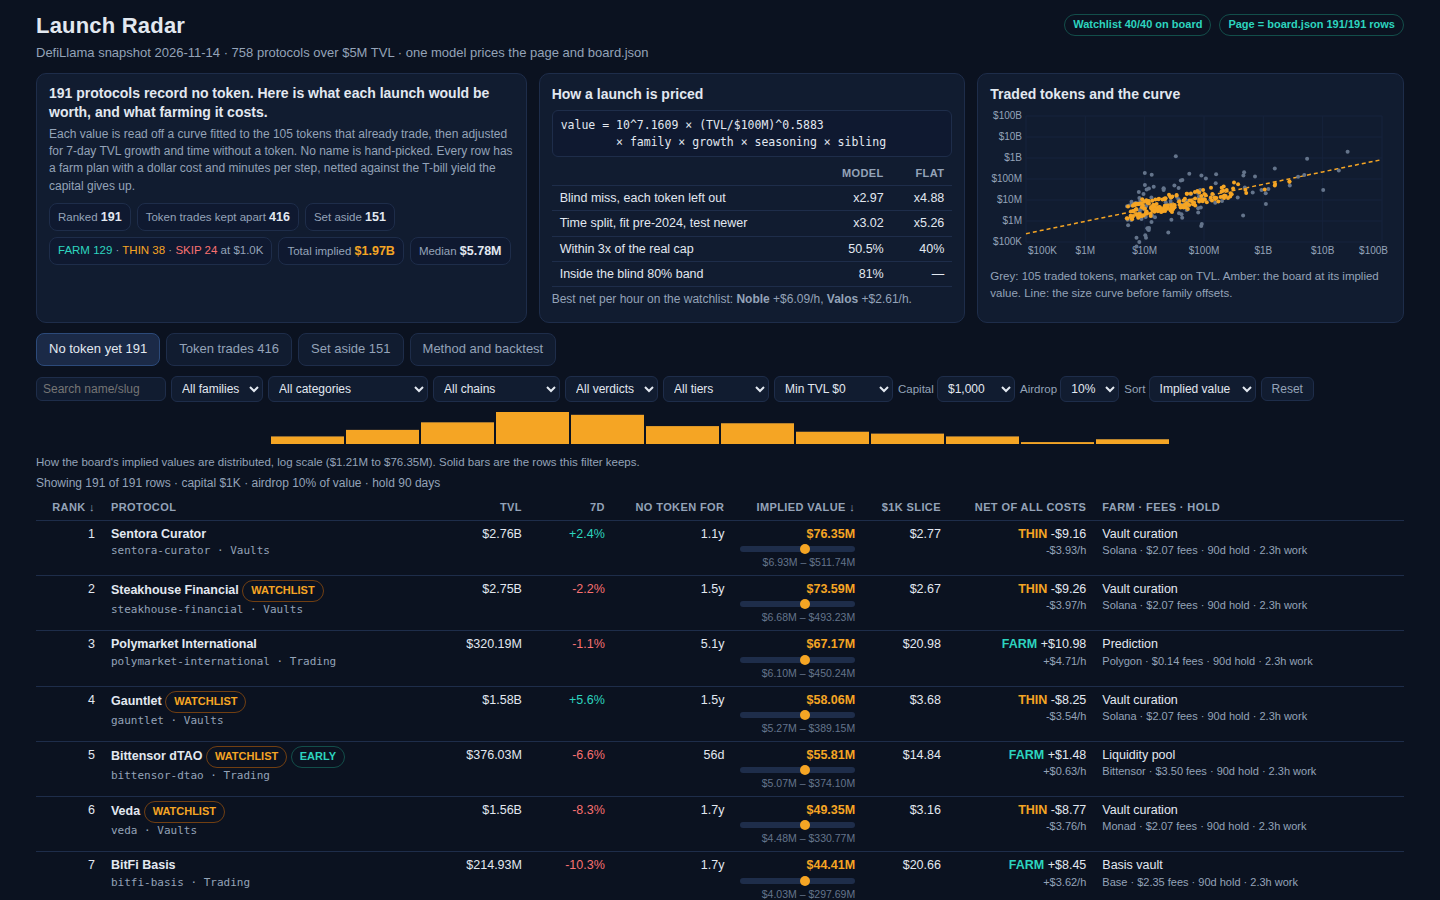 Launch Radar
Watchlist 40/40 on board
Page = board.json 191/191 rows
DefiLlama snapshot 2026-11-14 · 758 protocols over $5M TVL · one model prices the page and board.json
191 protocols record no token. Here is what each launch would be
worth, and what farming it costs.
Each value is read off a curve fitted to the 105 tokens that already trade, then adjusted
for 7-day TVL growth and time without a token. No name is hand-picked. Every row has
a farm plan with a dollar cost and minutes per step, netted against the T-bill yield the
capital gives up.
Ranked 191
Token trades kept apart 416
Set aside 151
FARM 129 · THIN 38 · SKIP 24 at $1.0K
Total implied $1.97B
Median $5.78M
How a launch is priced
value = 10^7.1609 × (TVL/$100M)^0.5883
× family × growth × seasoning × sibling
MODEL FLAT
Blind miss, each token left out x2.97 x4.88
Time split, fit pre-2024, test newer x3.02 x5.26
Within 3x of the real cap 50.5% 40%
Inside the blind 80% band 81% —
Best net per hour on the watchlist: Noble +$6.09/h, Valos +$2.61/h.
Traded tokens and the curve
$100B
$10B
$1B
$100M
$10M
$1M
$100K
$100K $1M $10M $100M $1B $10B $100B
Grey: 105 traded tokens, market cap on TVL. Amber: the board at its implied
value. Line: the size curve before family offsets.
No token yet 191
Token trades 416
Set aside 151
Method and backtest
Search name/slug
All families
All categories
All chains
All verdicts
All tiers
Min TVL $0
Capital $1,000
Airdrop 10%
Sort Implied value
Reset
How the board's implied values are distributed, log scale ($1.21M to $76.35M). Solid bars are the rows this filter keeps.
Showing 191 of 191 rows · capital $1K · airdrop 10% of value · hold 90 days
RANK ↓ PROTOCOL TVL 7D NO TOKEN FOR IMPLIED VALUE ↓ $1K SLICE NET OF ALL COSTS FARM · FEES · HOLD
1 Sentora Curator $2.76B +2.4% 1.1y $76.35M $2.77 THIN -$9.16 Vault curation
sentora-curator · Vaults -$3.93/h Solana · $2.07 fees · 90d hold · 2.3h work
$6.93M – $511.74M
2 Steakhouse Financial WATCHLIST $2.75B -2.2% 1.5y $73.59M $2.67 THIN -$9.26 Vault curation
steakhouse-financial · Vaults -$3.97/h Solana · $2.07 fees · 90d hold · 2.3h work
$6.68M – $493.23M
3 Polymarket International $320.19M -1.1% 5.1y $67.17M $20.98 FARM +$10.98 Prediction
polymarket-international · Trading +$4.71/h Polygon · $0.14 fees · 90d hold · 2.3h work
$6.10M – $450.24M
4 Gauntlet WATCHLIST $1.58B +5.6% 1.5y $58.06M $3.68 THIN -$8.25 Vault curation
gauntlet · Vaults -$3.54/h Solana · $2.07 fees · 90d hold · 2.3h work
$5.27M – $389.15M
5 Bittensor dTAO WATCHLIST EARLY $376.03M -6.6% 56d $55.81M $14.84 FARM +$1.48 Liquidity pool
bittensor-dtao · Trading +$0.63/h Bittensor · $3.50 fees · 90d hold · 2.3h work
$5.07M – $374.10M
6 Veda WATCHLIST $1.56B -8.3% 1.7y $49.35M $3.16 THIN -$8.77 Vault curation
veda · Vaults -$3.76/h Monad · $2.07 fees · 90d hold · 2.3h work
$4.48M – $330.77M
7 BitFi Basis $214.93M -10.3% 1.7y $44.41M $20.66 FARM +$8.45 Basis vault
bitfi-basis · Trading +$3.62/h Base · $2.35 fees · 90d hold · 2.3h work
$4.03M – $297.69M